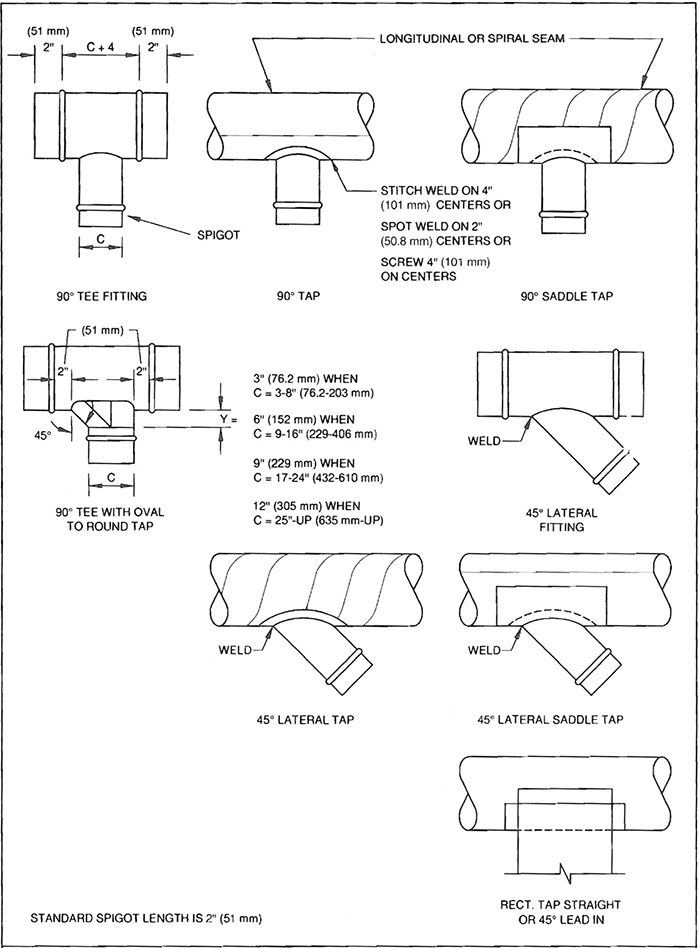 (51 mm)
2"
C + 4
(51 mm)
2"
LONGITUDINAL OR SPIRAL SEAM
C
SPIGOT
STITCH WELD ON 4"
(101 mm) CENTERS OR
SPOT WELD ON 2"
(50.8 mm) CENTERS OR
SCREW 4" (101 mm)
ON CENTERS
90° TEE FITTING
90° TAP
90° SADDLE TAP
(51 mm)
2"
2"
45°
Y =
C
3" (76.2 mm) WHEN
C = 3-8" (76.2-203 mm)
6" (152 mm) WHEN
C = 9-16" (229-406 mm)
9" (229 mm) WHEN
C = 17-24" (432-610 mm)
12" (305 mm) WHEN
C = 25"-UP (635 mm-UP)
90° TEE WITH OVAL
TO ROUND TAP
WELD
45° LATERAL
FITTING
WELD
45° LATERAL TAP
WELD
45° LATERAL SADDLE TAP
RECT. TAP STRAIGHT
OR 45° LEAD IN
STANDARD SPIGOT LENGTH IS 2" (51 mm)